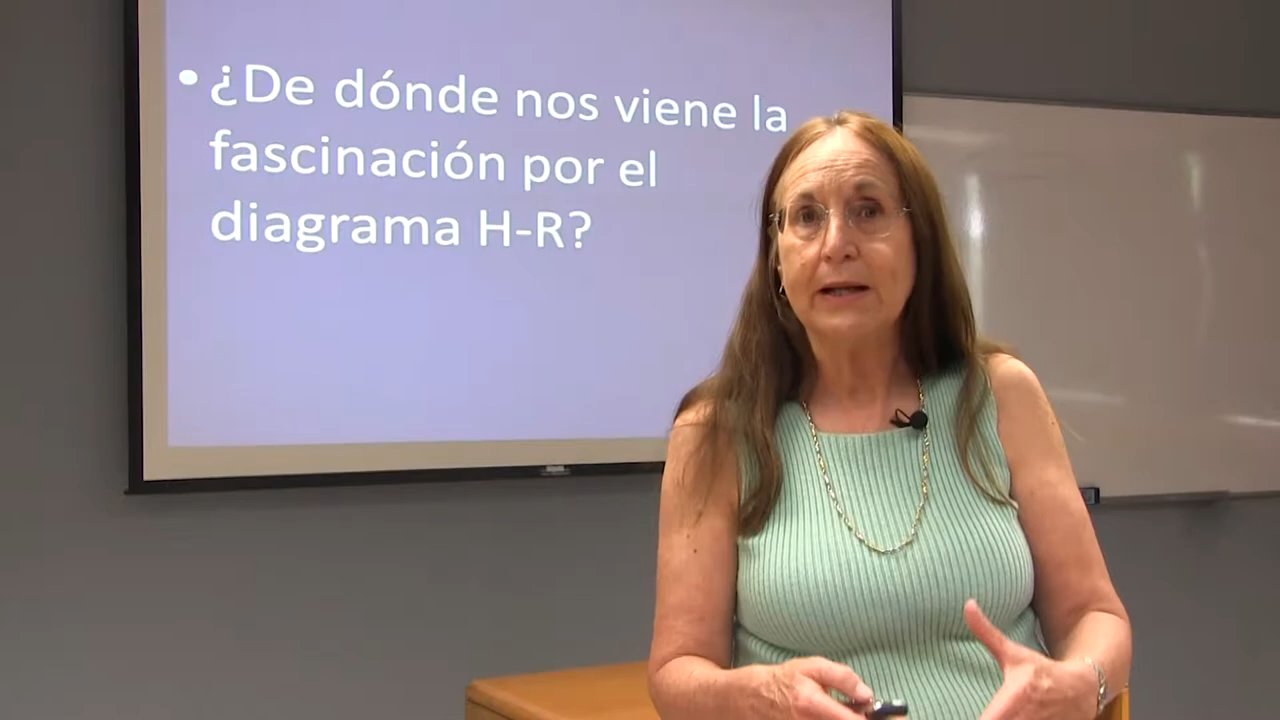 • ¿De dónde nos viene la
fascinación por el
diagrama H-R?